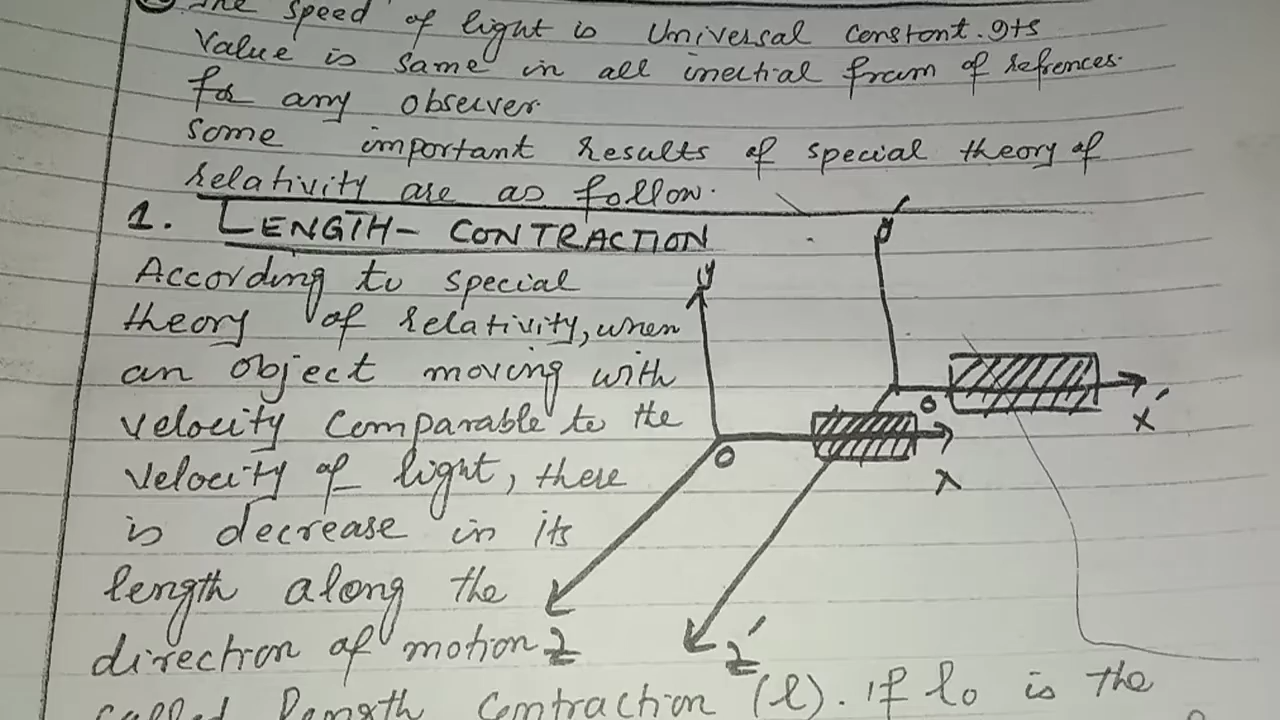 The speed of light is Universal constant. Its
Value is same in all inertial fram of refrences
for any observer.
some important results of special theory of
relativity are as follow.
1. LENGTH- CONTRACTION
According to special
theory of relativity, when
an object moving with
velocity comparable to the
velocity of light, there
is decrease in its
length along the
direction of motion
called length contraction (l). If l0 is the
y
o
x
z
y'
o
x'
z'